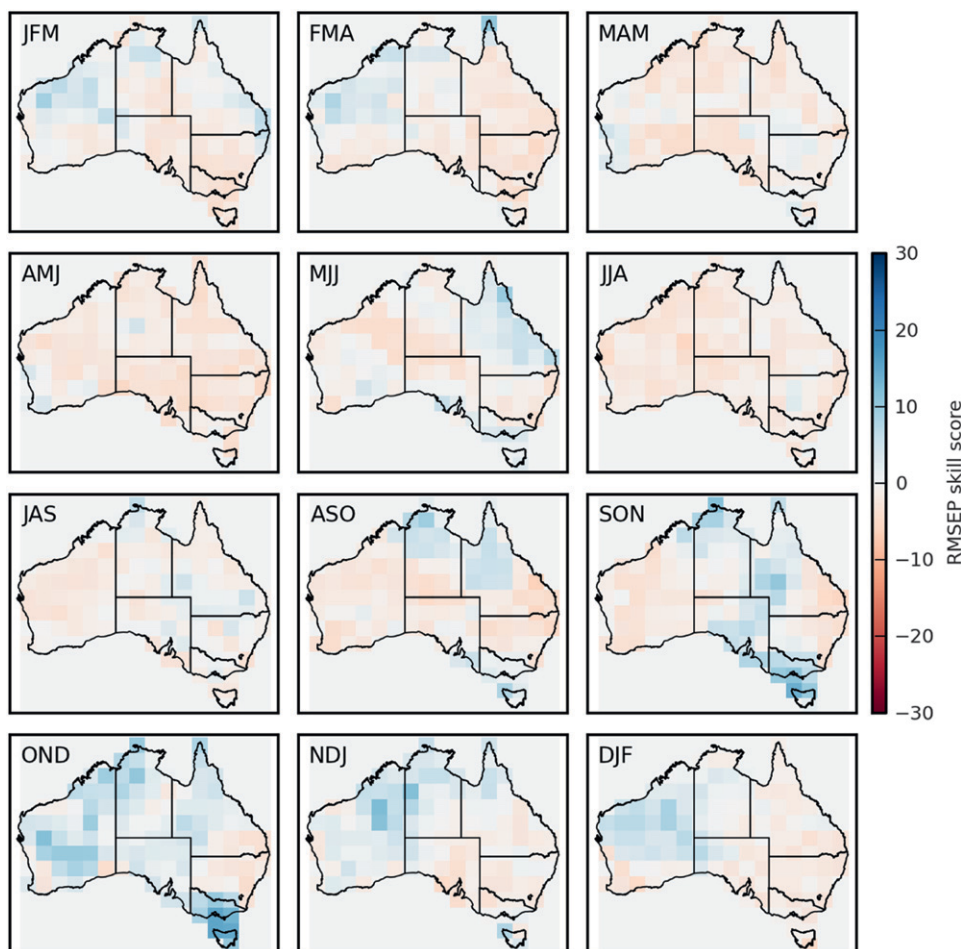 JFM
FMA
MAM
AMJ
MJJ
JJA
JAS
ASO
SON
OND
NDJ
DJF
30
20
10
0
−10
−20
−30
RMSEP skill score